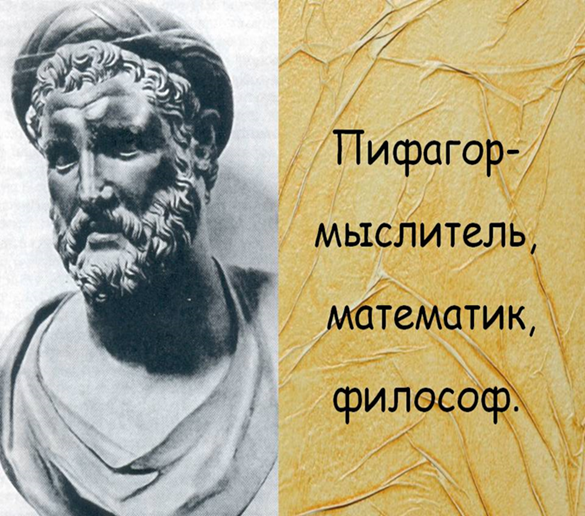 Пифагор-
мыслитель,
математик,
философ.